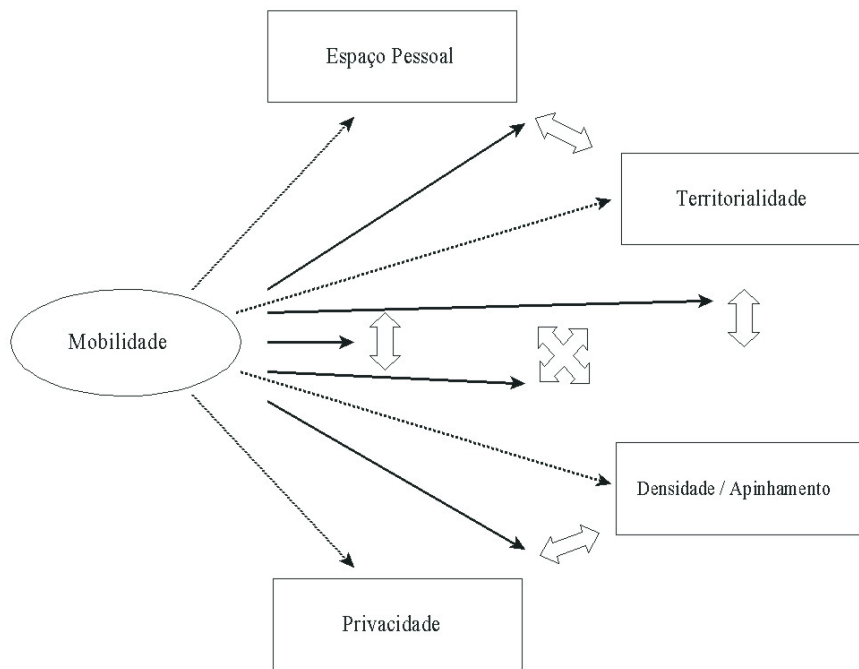 Espaço Pessoal
Territorialidade
Mobilidade
Densidade / Apinhamento
Privacidade